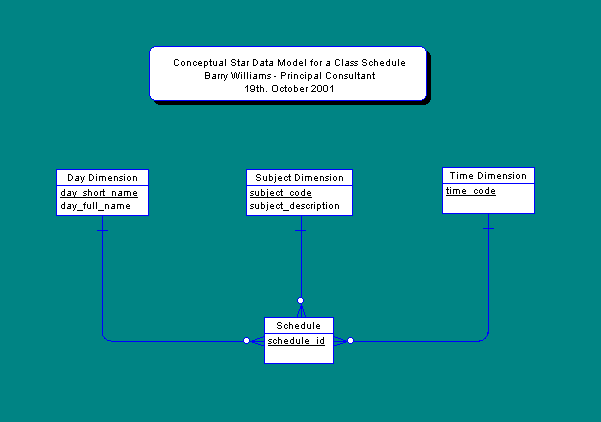 Conceptual Star Data Model for a Class Schedule
Barry Williams - Principal Consultant
19th. October 2001
Day Dimension
day_short_name
day_full_name
Subject Dimension
subject_code
subject_description
Time Dimension
time_code
Schedule
schedule_id